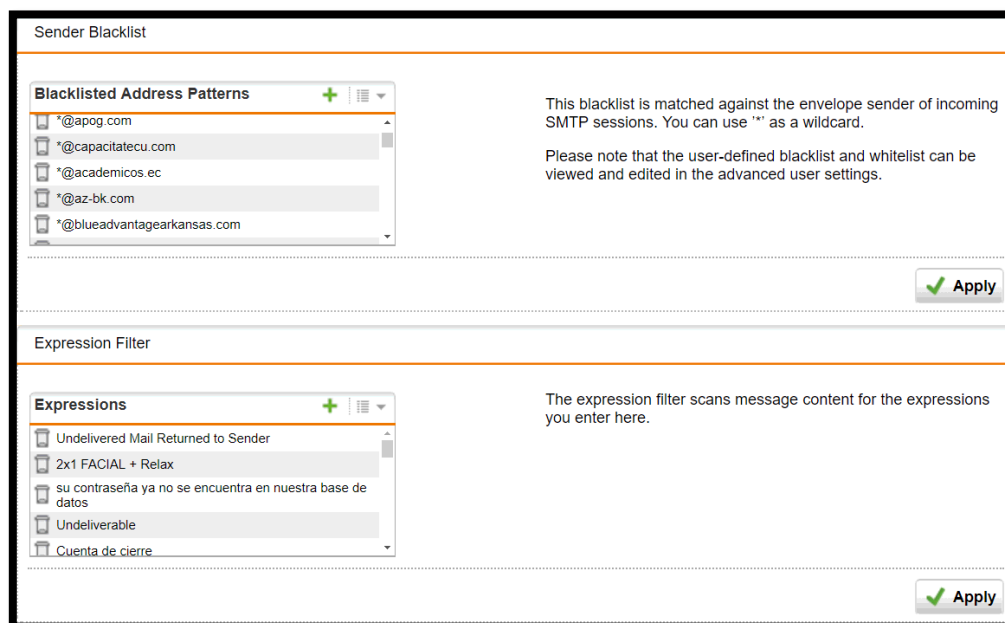 Sender Blacklist
Blacklisted Address Patterns
*@apog.com
*@capacitatecu.com
*@academicos.ec
*@az-bk.com
*@blueadvantagearkansas.com
This blacklist is matched against the envelope sender of incoming
SMTP sessions. You can use '*' as a wildcard.
Please note that the user-defined blacklist and whitelist can be
viewed and edited in the advanced user settings.
Apply
Expression Filter
Expressions
Undelivered Mail Returned to Sender
2x1 FACIAL + Relax
su contraseña ya no se encuentra en nuestra base de
datos
Undeliverable
Cuenta de cierre
The expression filter scans message content for the expressions
you enter here.
Apply